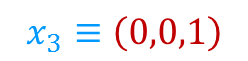 x₃ ≡ (0,0,1)